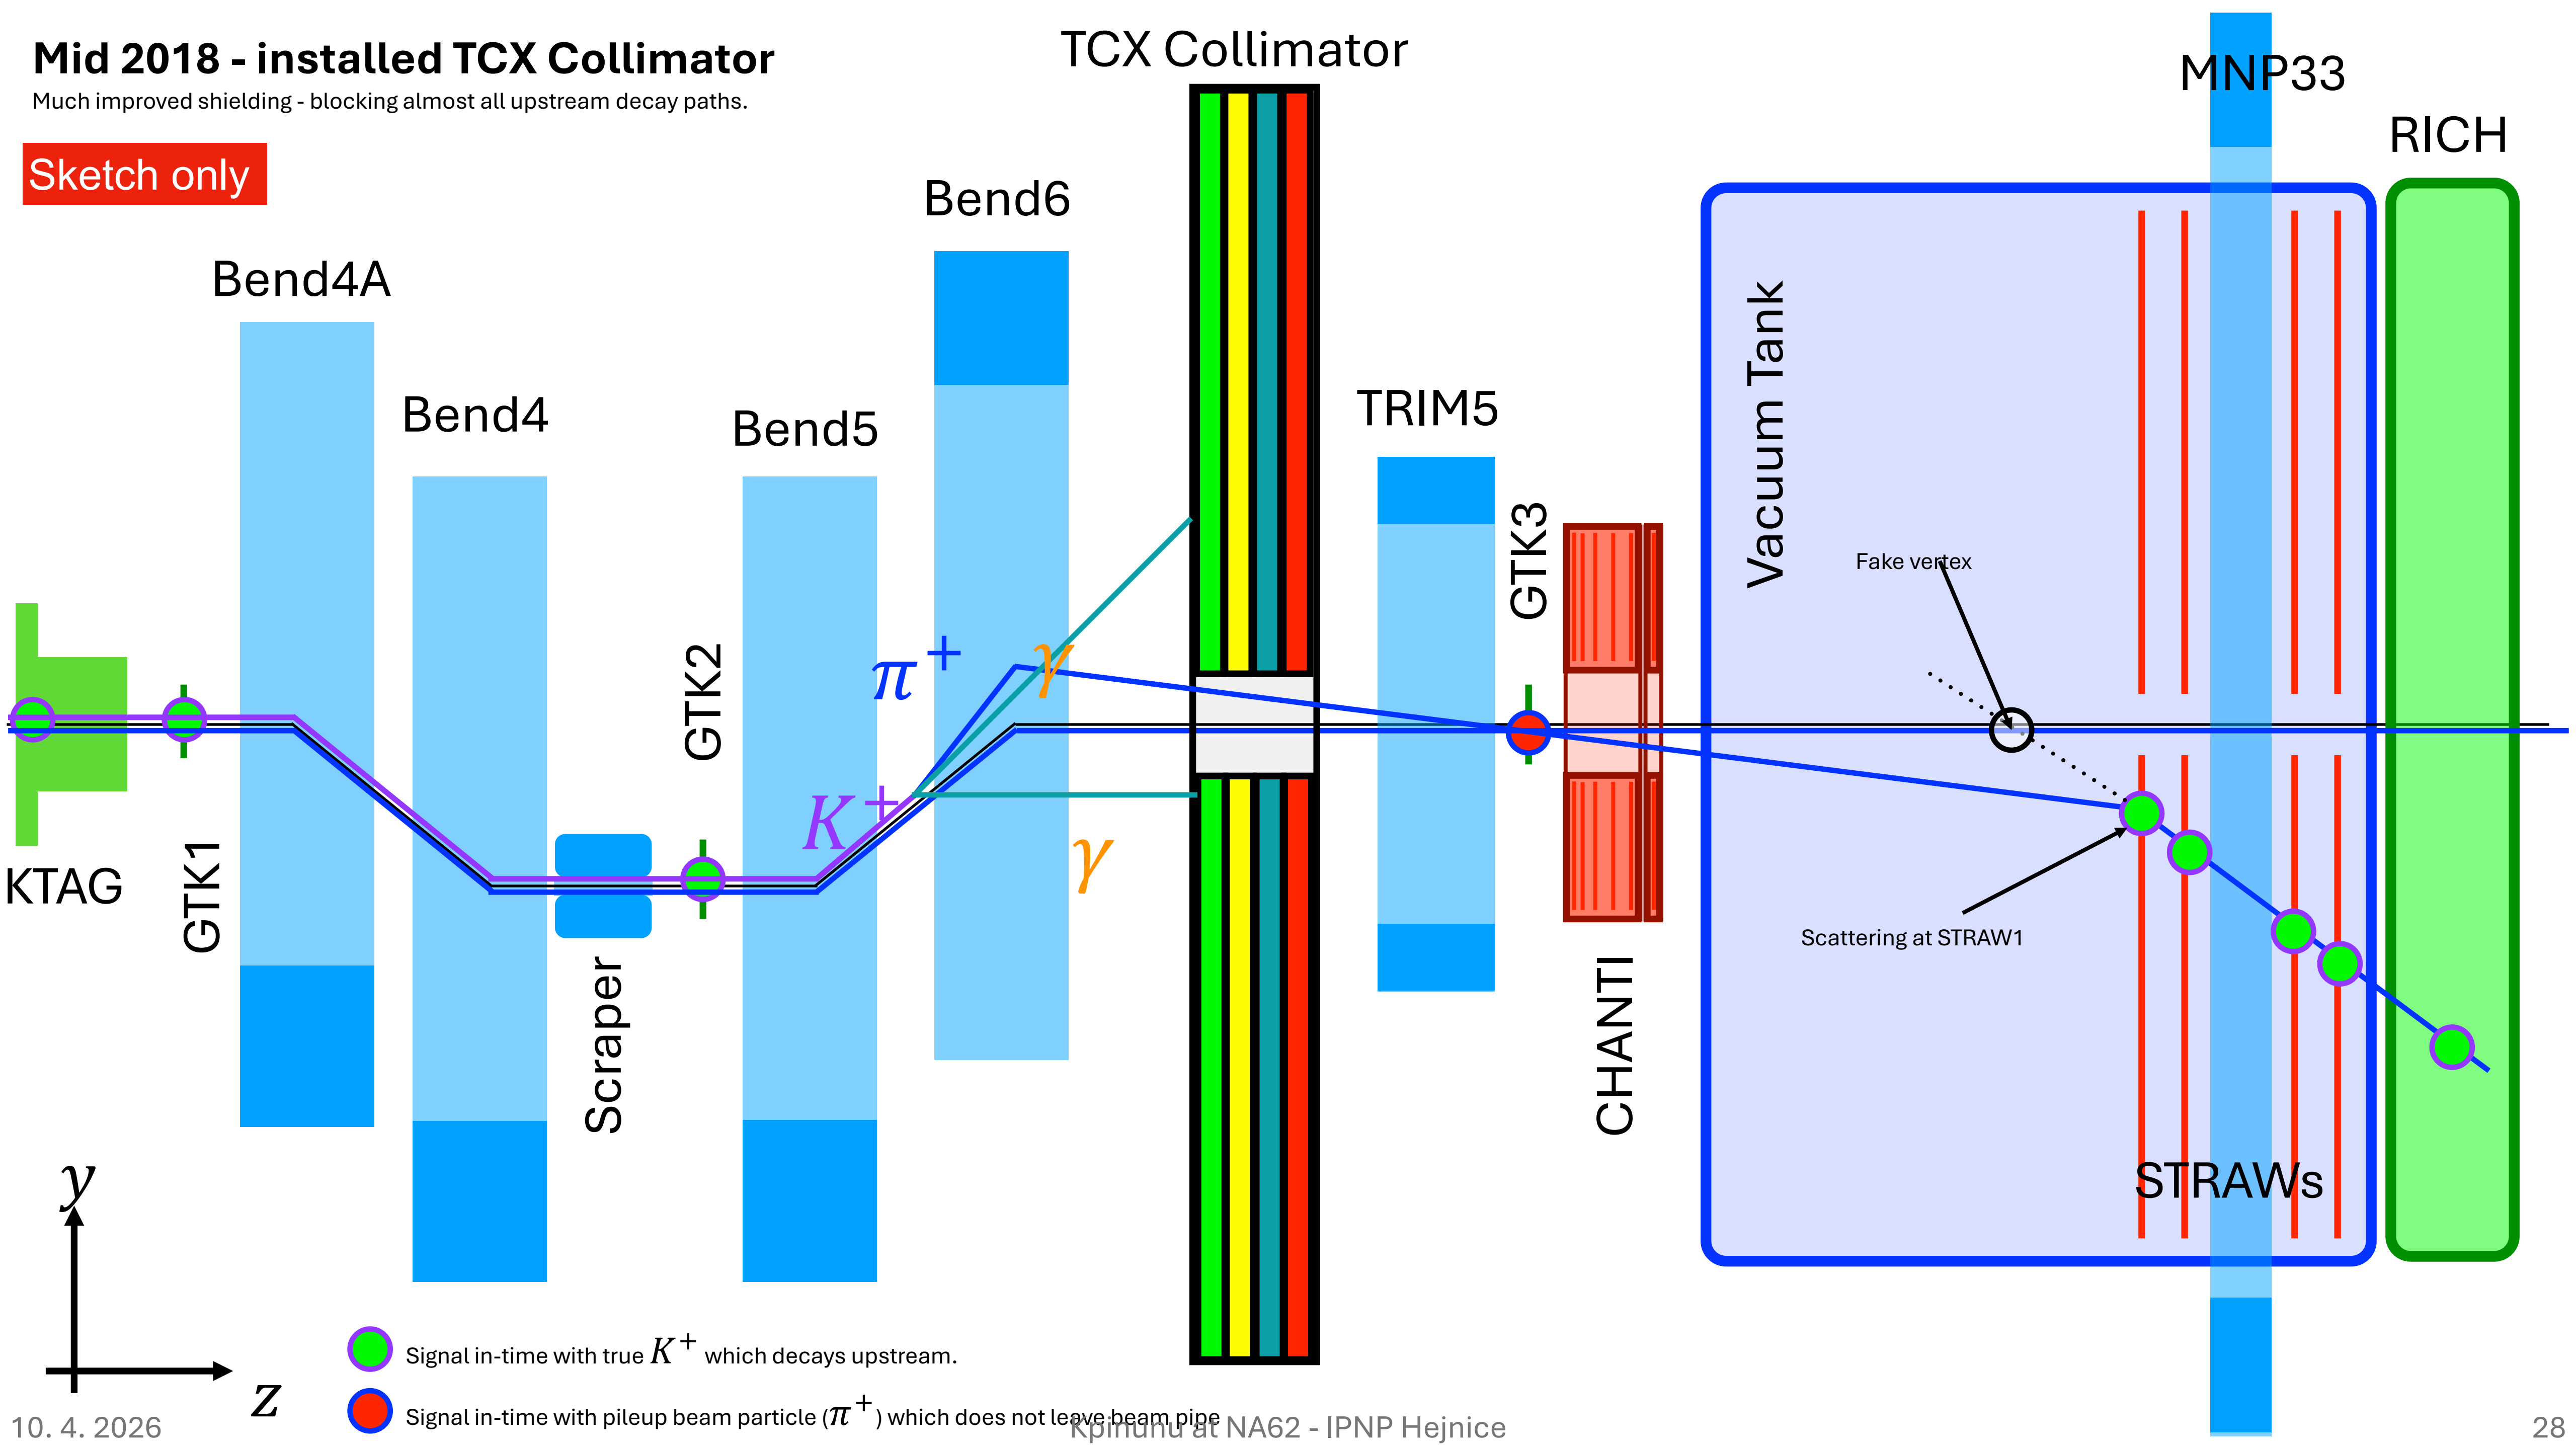 Mid 2018 - installed TCX Collimator
Much improved shielding - blocking almost all upstream decay paths.
Sketch only
TCX Collimator
MNP33
RICH
Bend6
Bend4A
Bend4
Bend5
TRIM5
Vacuum Tank
GTK3
Fake vertex
GTK2
π⁺
γ
K⁺
γ
KTAG
GTK1
Scraper
CHANTI
Scattering at STRAW1
STRAWs
y
z
Signal in-time with true K⁺ which decays upstream.
Signal in-time with pileup beam particle (π⁺) which does not leave beam pipe
10. 4. 2026
Kpinunu at NA62 - IPNP Hejnice
28